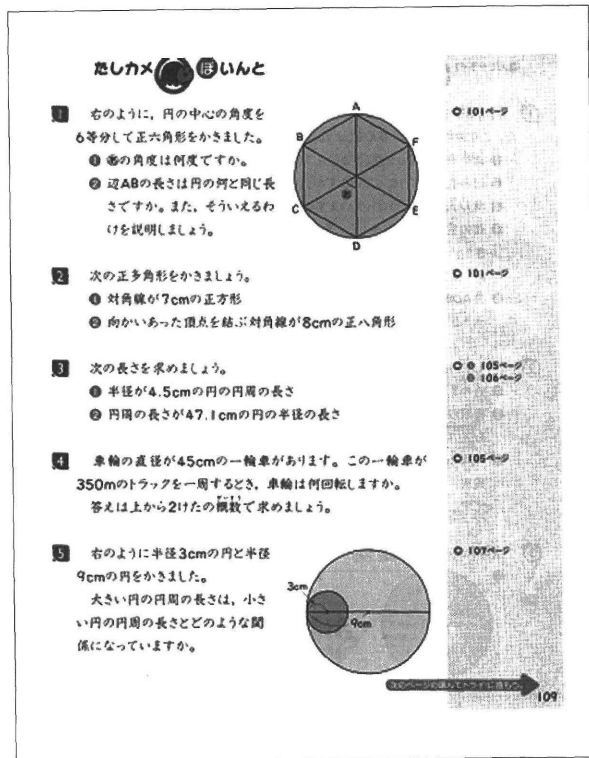 たしカメ ほいんと
1 右のように，円の中心の角度を
6等分して正六角形をかきました。
❶ あの角度は何度ですか。
❷ 辺ABの長さは円の何と同じ長
さですか。また，そういえるわ
けを説明しましょう。
A
B
F
あ
C
E
D
101ページ
2 次の正多角形をかきましょう。
❶ 対角線が7cmの正方形
❷ 向かいあった頂点を結ぶ対角線が8cmの正八角形
101ページ
3 次の長さを求めましょう。
❶ 半径が4.5cmの円の円周の長さ
❷ 円周の長さが47.1cmの円の半径の長さ
❶ 105ページ
❷ 106ページ
4 車輪の直径が45cmの一輪車があります。この一輪車が
350mのトラックを一周するとき，車輪は何回転しますか。
答えは上から2けたの概数で求めましょう。
がいすう
105ページ
5 右のように半径3cmの円と半径
9cmの円をかきました。
大きい円の円周の長さは，小さ
い円の円周の長さとどのような関
係になっていますか。
3cm
9cm
107ページ
109